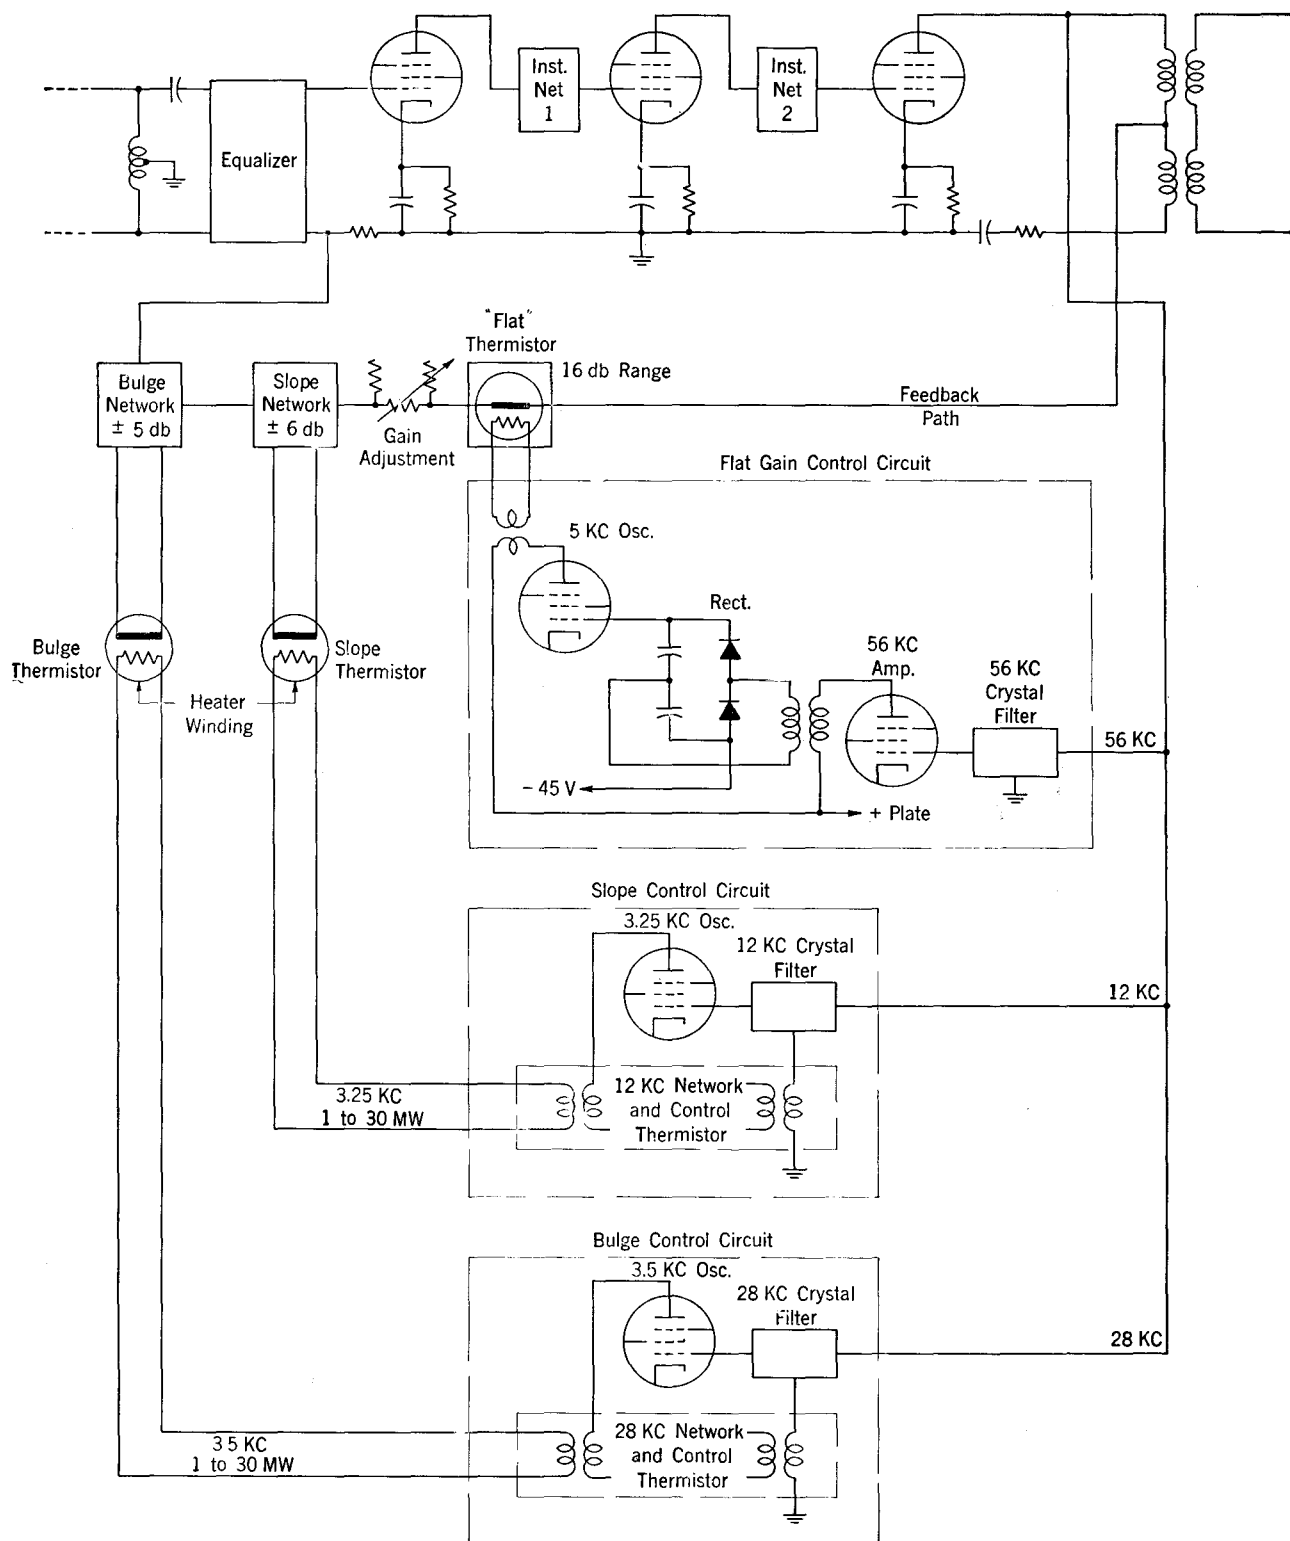 Equalizer
Inst.
Net
1
Inst.
Net
2
"Flat"
Thermistor
16 db Range
Bulge
Network
± 5 db
Slope
Network
± 6 db
Gain
Adjustment
Feedback
Path
Flat Gain Control Circuit
5 KC Osc.
Rect.
56 KC
Amp.
56 KC
Crystal
Filter
56 KC
Bulge
Thermistor
Slope
Thermistor
Heater
Winding
- 45 V
+ Plate
Slope Control Circuit
3.25 KC Osc.
12 KC Crystal
Filter
12 KC
3.25 KC
1 to 30 MW
12 KC Network
and Control
Thermistor
Bulge Control Circuit
3.5 KC Osc.
28 KC Crystal
Filter
28 KC
3 5 KC
1 to 30 MW
28 KC Network
and Control
Thermistor